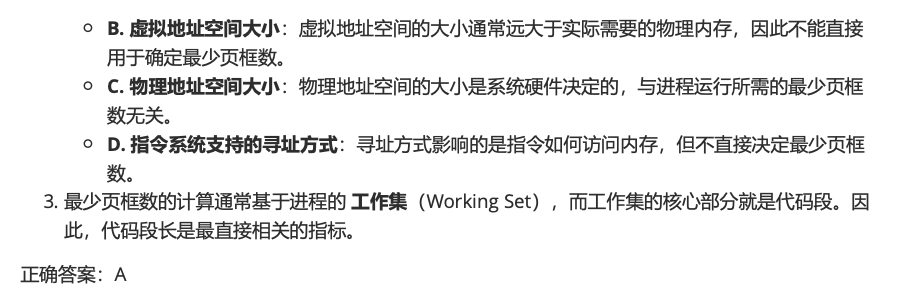 B. 虚拟地址空间大小：虚拟地址空间的大小通常远大于实际需要的物理内存，因此不能直接
用于确定最少页框数。
C. 物理地址空间大小：物理地址空间的大小是系统硬件决定的，与进程运行所需的最少页框
数无关。
D. 指令系统支持的寻址方式：寻址方式影响的是指令如何访问内存，但不直接决定最少页框
数。
3. 最少页框数的计算通常基于进程的 工作集（Working Set），而工作集的核心部分就是代码段。因
此，代码段长是最直接相关的指标。
正确答案：A